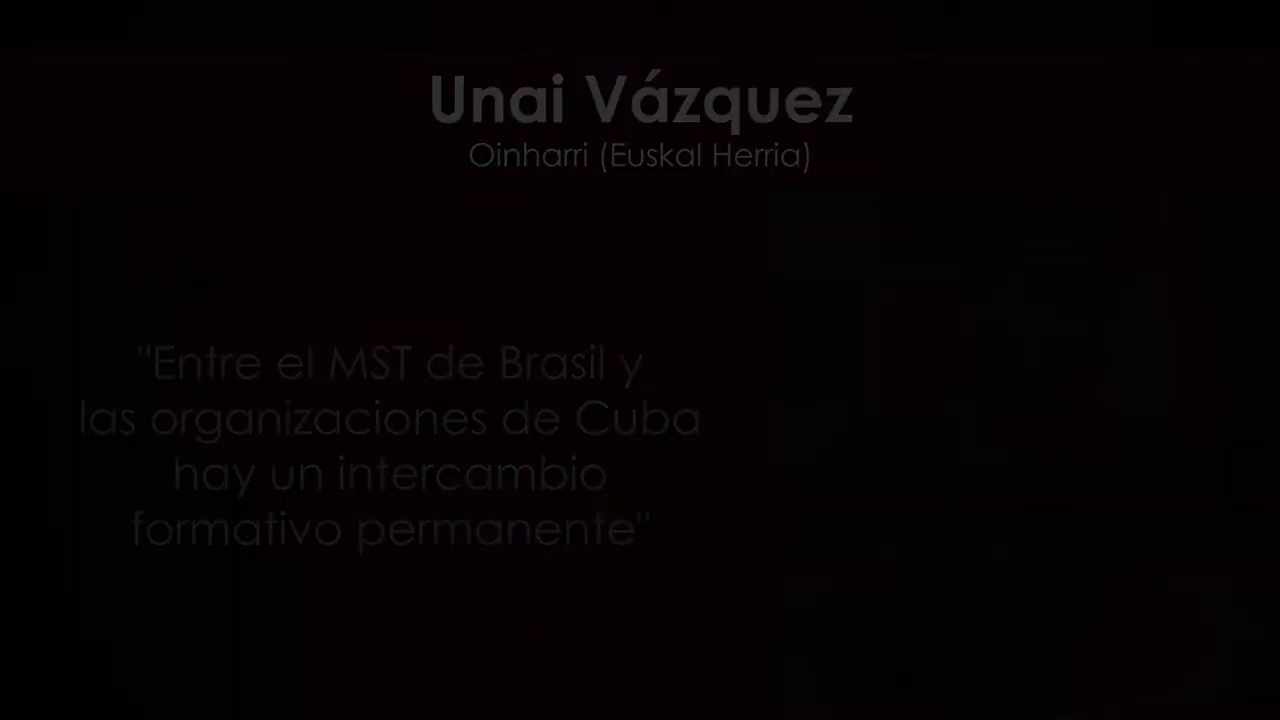 Unai Vázquez
Oinharri (Euskal Herria)
"Entre el MST de Brasil y
las organizaciones de Cuba
hay un intercambio
formativo permanente"